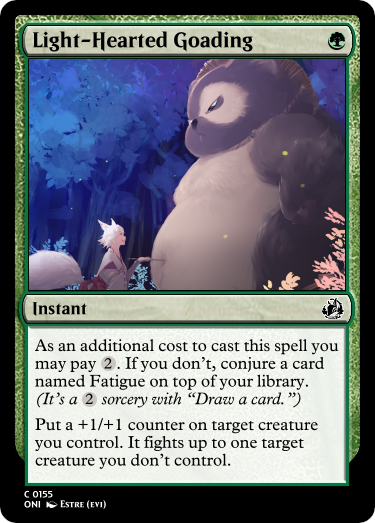 Light-Hearted Goading
Instant
As an additional cost to cast this spell you
may pay 2. If you don't, conjure a card
named Fatigue on top of your library.
(It's a 2 sorcery with “Draw a card.”)
Put a +1/+1 counter on target creature
you control. It fights up to one target
creature you don't control.
C 0155
ONI Estre (evi)